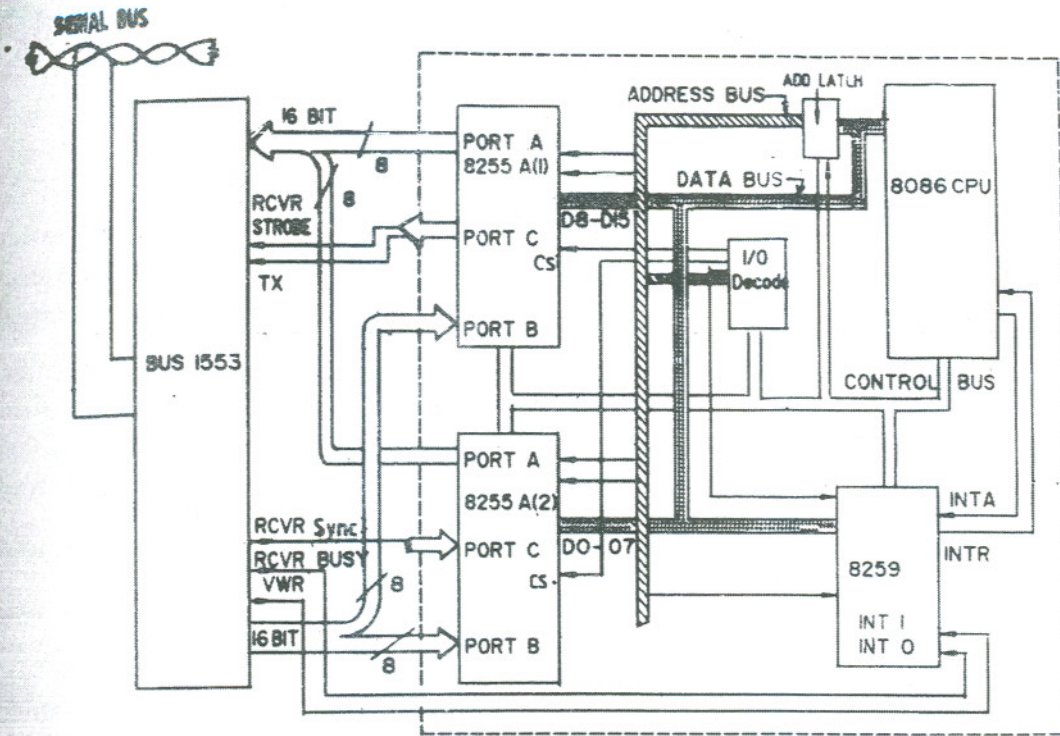 SERIAL BUS
16 BIT
8
8
RCVR
STROBE
TX
BUS 1553
RCVR Sync.
RCVR BUSY
VWR
16 BIT
8
8
PORT A
8255 A(1)
PORT C
Cs
PORT B
PORT A
8255 A(2)
PORT C
CS.
PORT B
D8-D15
D0-07
ADDRESS BUS
ADD LATCH
DATA BUS
I/O
Decode
8086 CPU
CONTROL BUS
INTA
INTR
8259
INT 1
INT 0